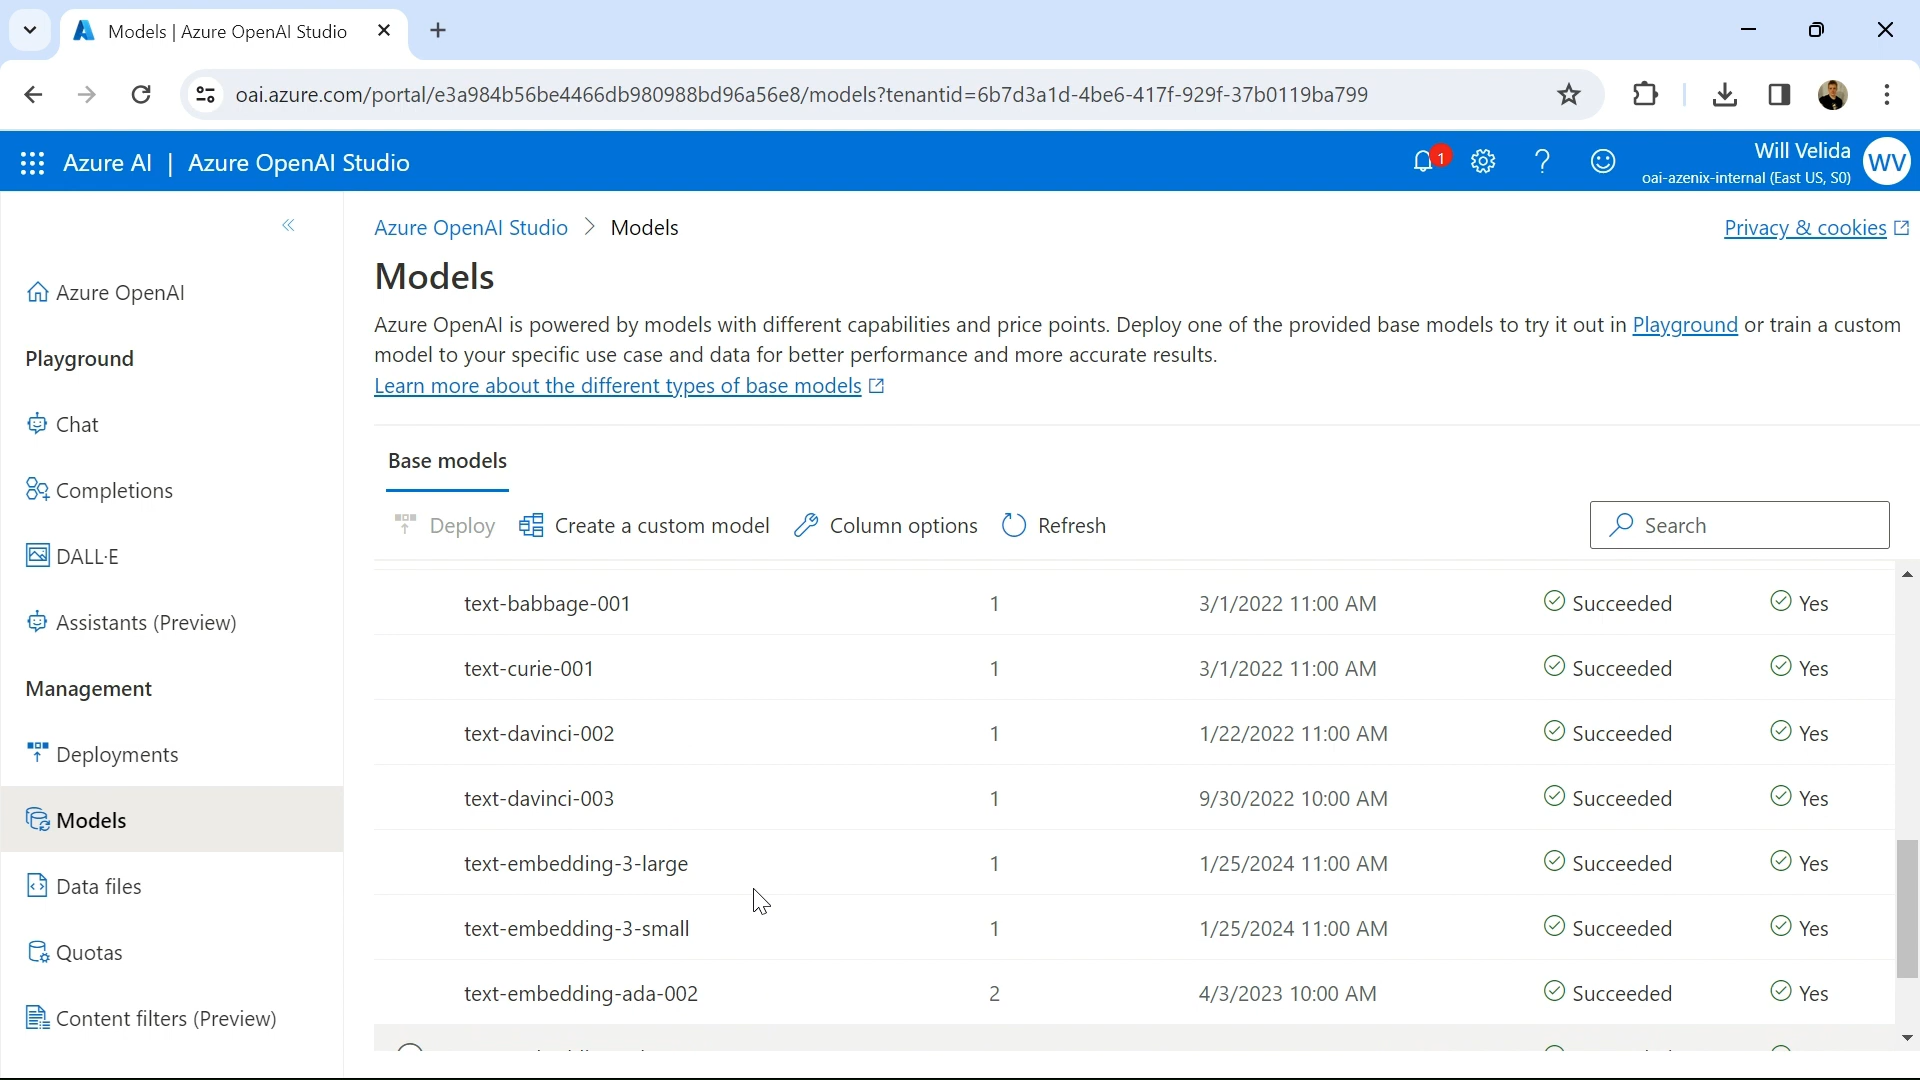 Models | Azure OpenAI Studio
oai.azure.com/portal/e3a984b56be4466db980988bd96a56e8/models?tenantid=6b7d3a1d-4be6-417f-929f-37b0119ba799
Azure AI | Azure OpenAI Studio
1
Will Velida
oai-azenix-internal (East US, S0)
WV
Azure OpenAI
Playground
Chat
Completions
DALL·E
Assistants (Preview)
Management
Deployments
Models
Data files
Quotas
Content filters (Preview)
Azure OpenAI Studio > Models
Privacy & cookies
Models
Azure OpenAI is powered by models with different capabilities and price points. Deploy one of the provided base models to try it out in Playground or train a custom
model to your specific use case and data for better performance and more accurate results.
Learn more about the different types of base models
Base models
Deploy Create a custom model Column options Refresh Search
text-babbage-001 1 3/1/2022 11:00 AM Succeeded Yes
text-curie-001 1 3/1/2022 11:00 AM Succeeded Yes
text-davinci-002 1 1/22/2022 11:00 AM Succeeded Yes
text-davinci-003 1 9/30/2022 10:00 AM Succeeded Yes
text-embedding-3-large 1 1/25/2024 11:00 AM Succeeded Yes
text-embedding-3-small 1 1/25/2024 11:00 AM Succeeded Yes
text-embedding-ada-002 2 4/3/2023 10:00 AM Succeeded Yes